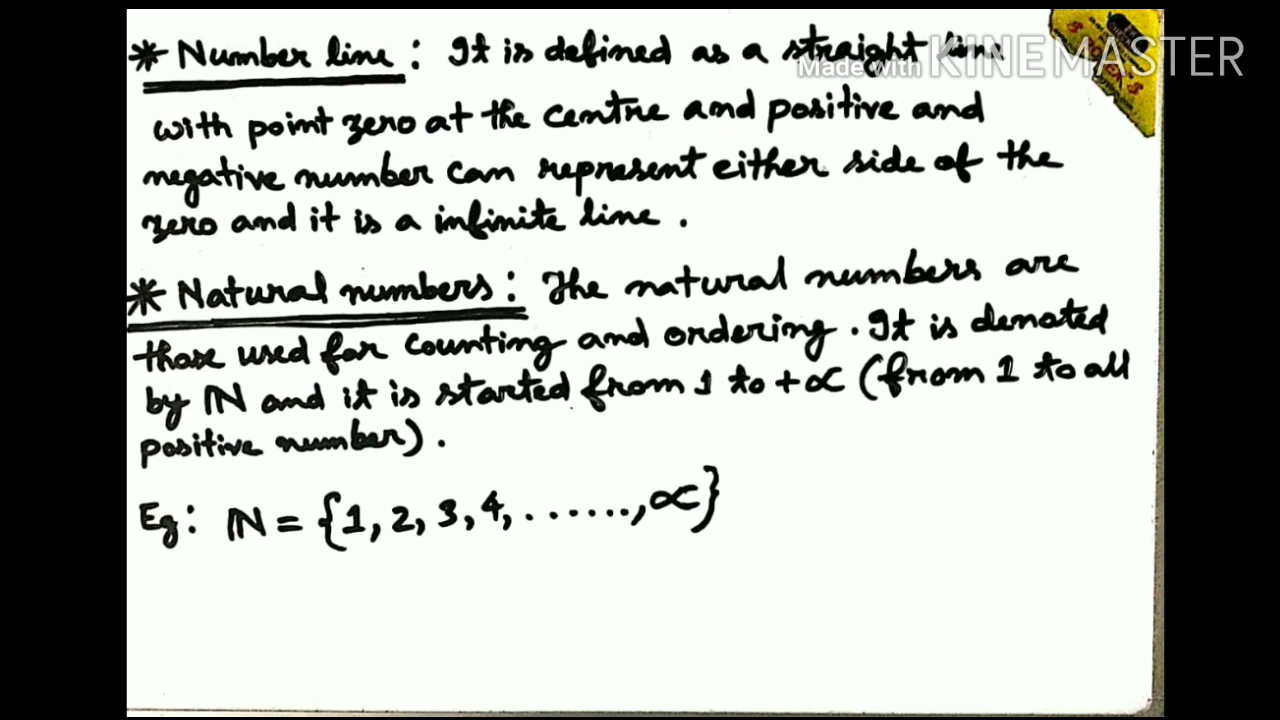 * Number line : It is defined as a straight line
Made with KINEMASTER
with point zero at the centre and positive and
negative number can represent either side of the
zero and it is a infinite line .
* Natural numbers : The natural numbers are
those used for counting and ordering . It is denoted
by ℕ and it is started from 1 to + ∝ (from 1 to all
positive number) .
Eg : ℕ = {1, 2, 3, 4, . . . . . . , ∝}